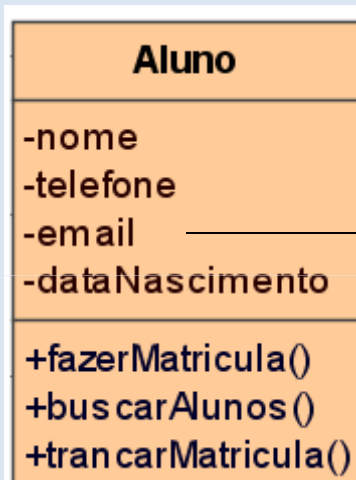 Aluno
-nome
-telefone
-email
-dataNascimento
+fazerMatricula()
+buscarAlunos()
+trancarMatricula()